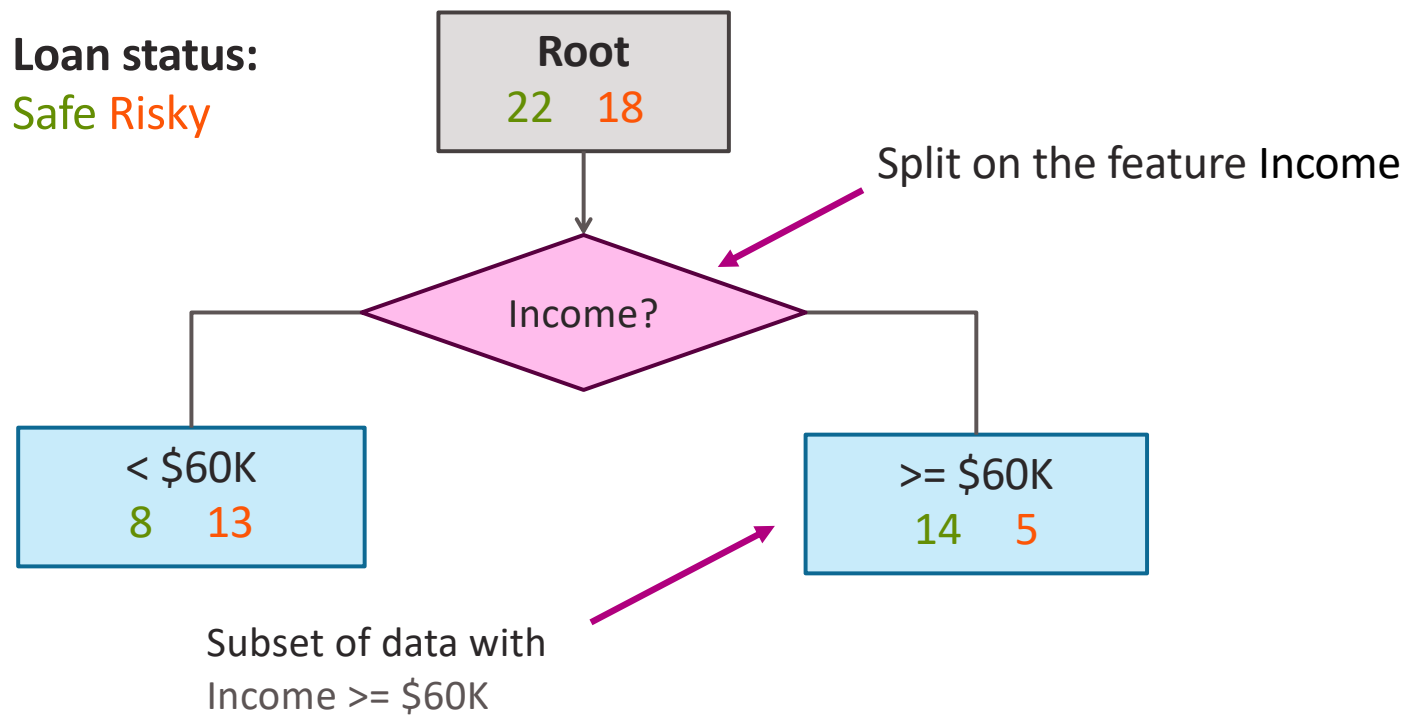 Loan status:
Safe Risky
Root
22 18
Split on the feature Income
Income?
< $60K
8 13
>= $60K
14 5
Subset of data with
Income >= $60K